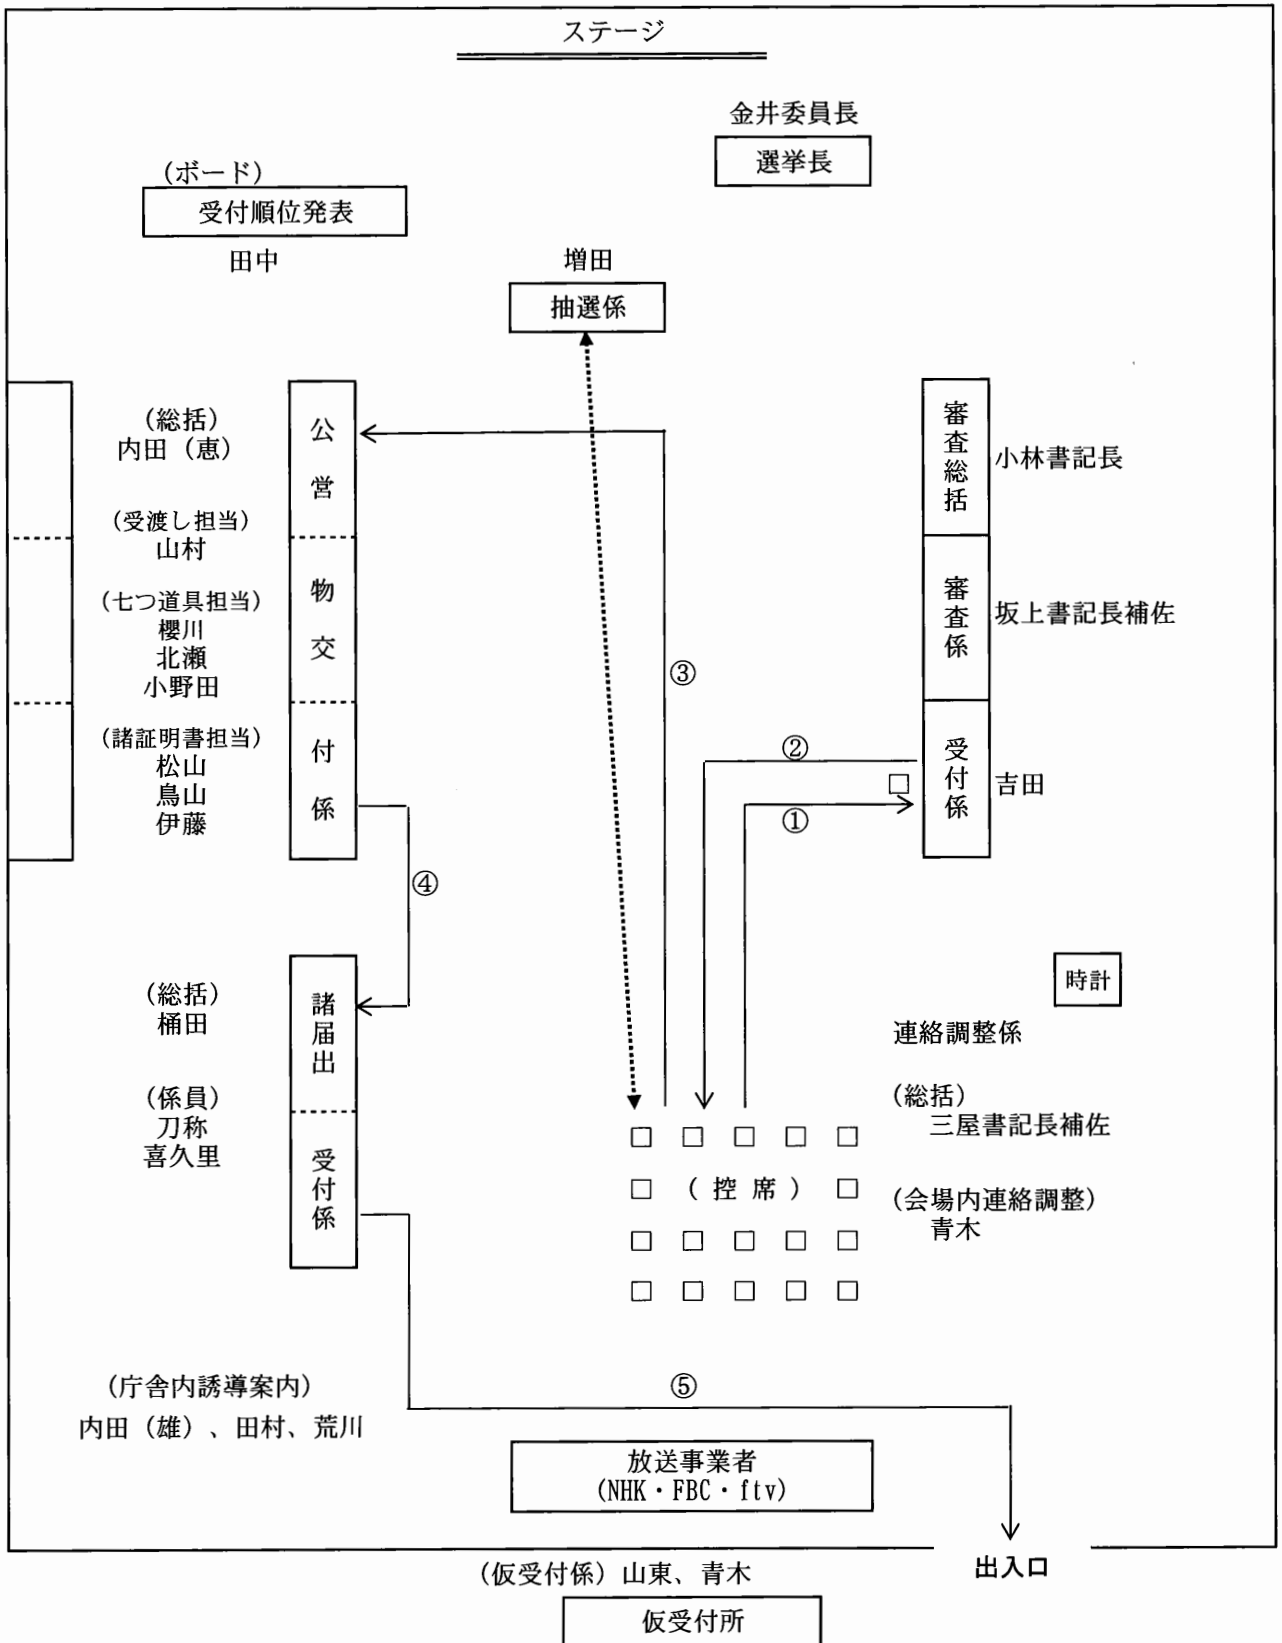 ステージ
金井委員長
選挙長
(ボード)
受付順位発表
田中
増田
抽選係
(総括)
内田（恵）
(受渡し担当)
山村
(七つ道具担当)
櫻川
北瀬
小野田
(諸証明書担当)
松山
鳥山
伊藤
公営
物交
付係
③
審査総括
小林書記長
審査係
坂上書記長補佐
受付係
吉田
②
①
④
(総括)
桶田
(係員)
刀称
喜久里
諸届出
受付係
時計
連絡調整係
(総括)
三屋書記長補佐
(会場内連絡調整)
青木
(控席)
(庁舎内誘導案内)
内田（雄）、田村、荒川
⑤
放送事業者
(NHK・FBC・ftv)
出入口
(仮受付係) 山東、青木
仮受付所